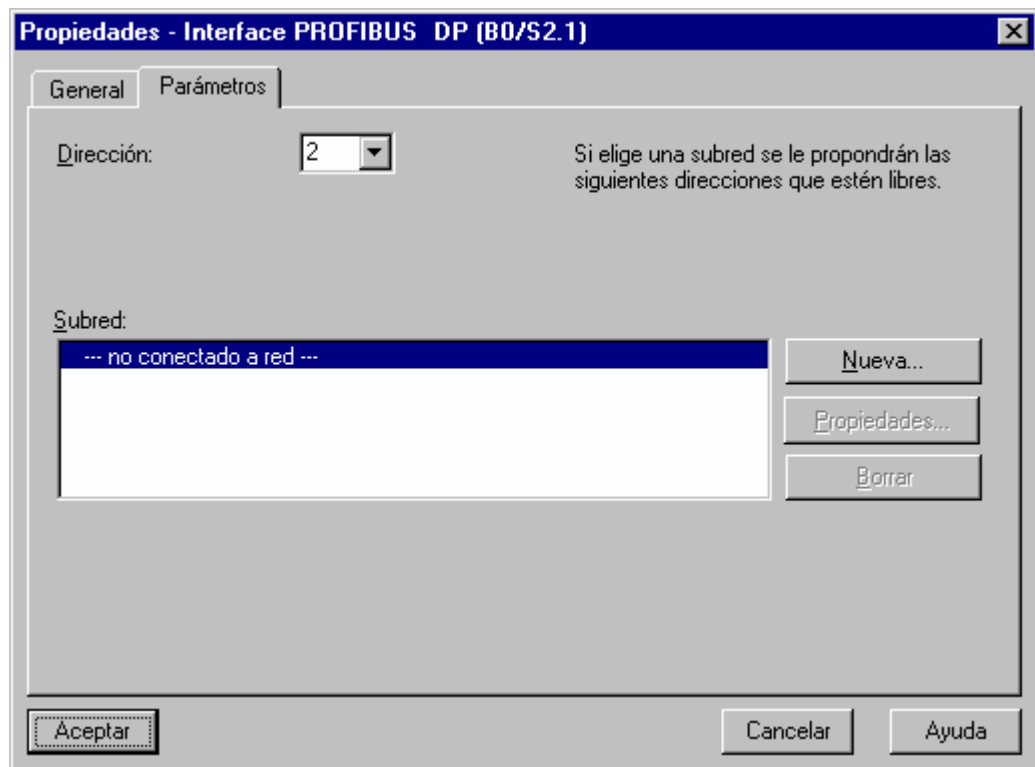 Propiedades - Interface PROFIBUS DP (B0/S2.1)
General
Parámetros
Dirección:
2
Si elige una subred se le propondrán las
siguientes direcciones que estén libres.
Subred:
--- no conectado a red ---
Nueva...
Propiedades...
Borrar
Aceptar
Cancelar
Ayuda